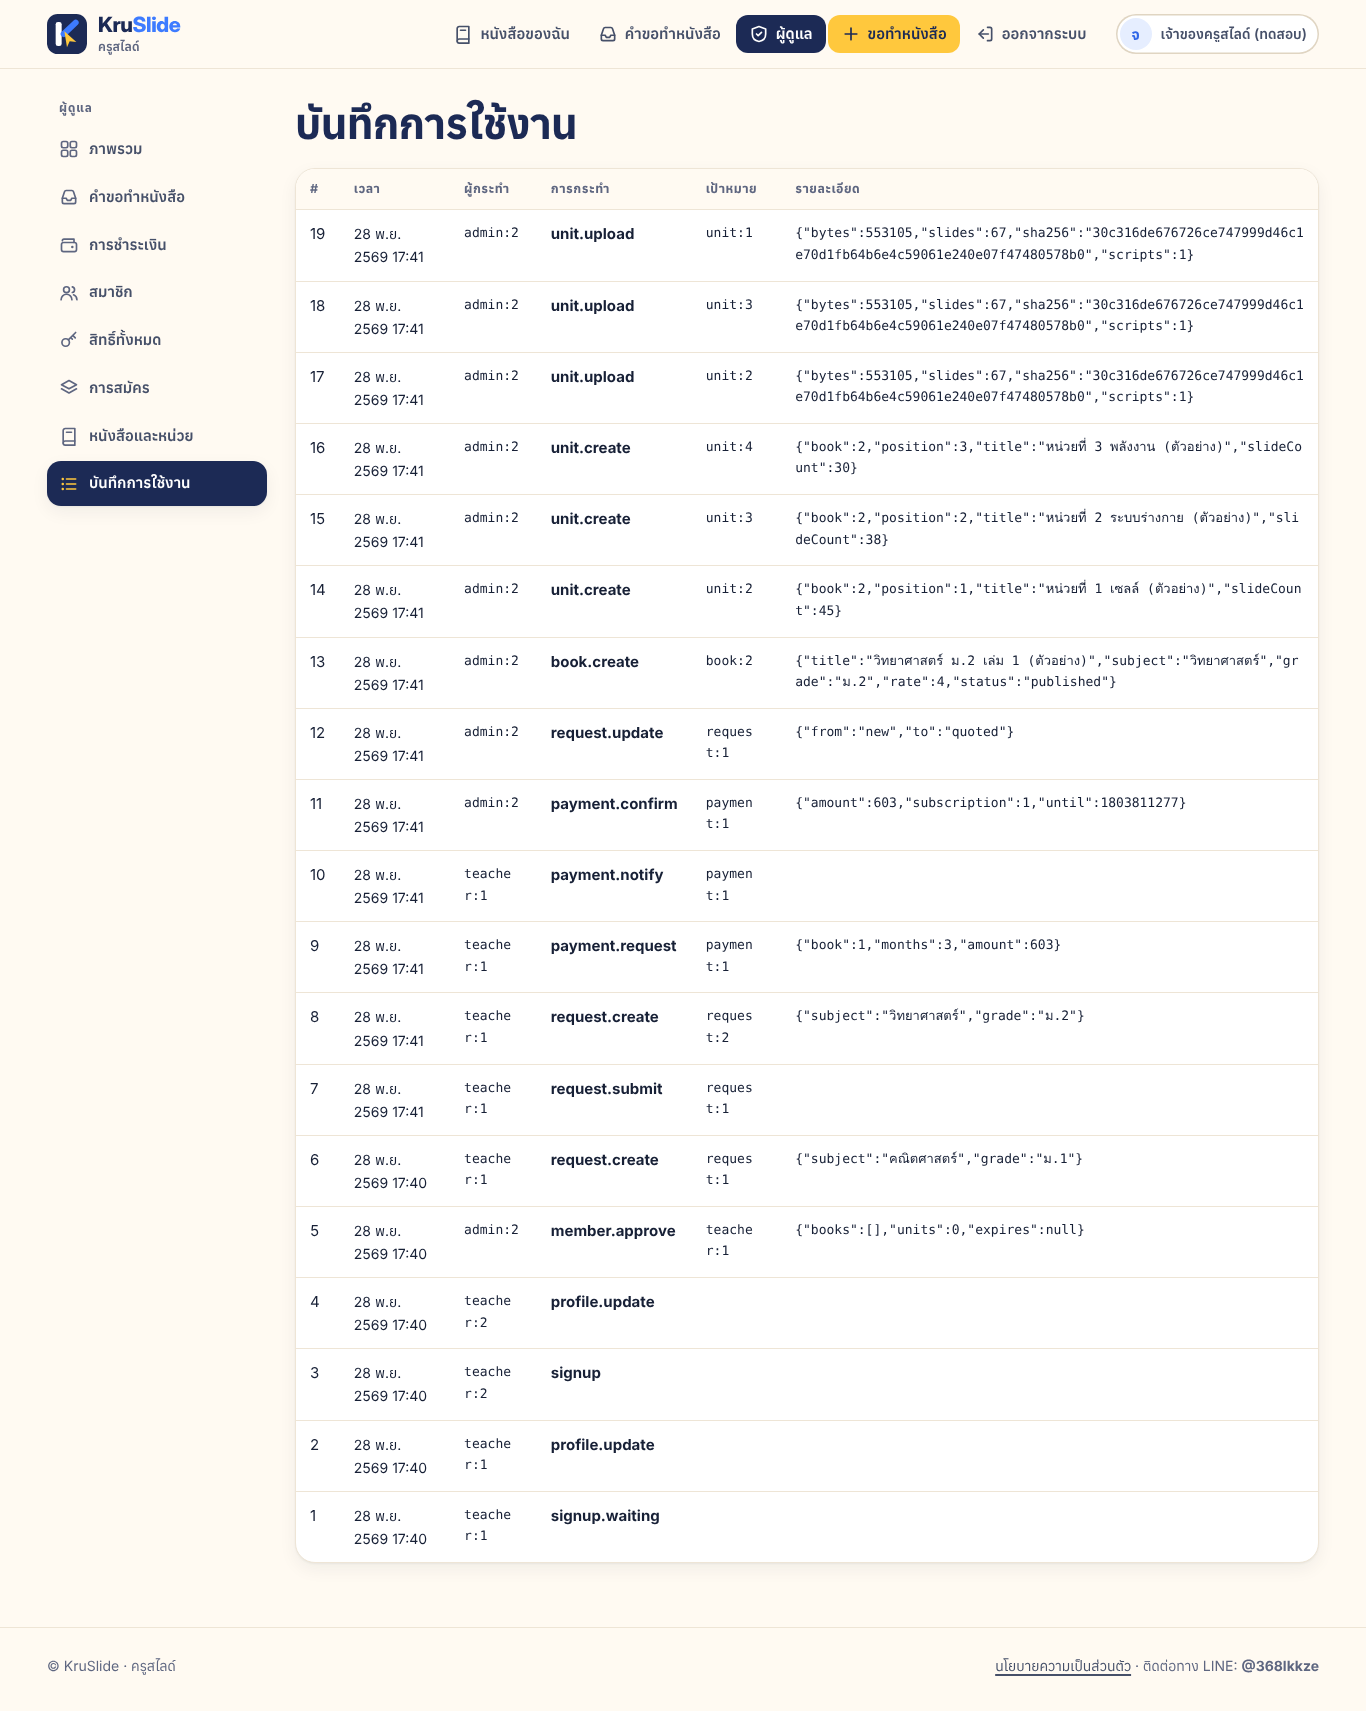 KruSlide
ครูสไลด์
หนังสือของฉัน
คำขอทำหนังสือ
ผู้ดูแล
ขอทำหนังสือ
ออกจากระบบ
จ เจ้าของครูสไลด์ (ทดสอบ)
ผู้ดูแล
ภาพรวม
คำขอทำหนังสือ
การชำระเงิน
สมาชิก
สิทธิ์ทั้งหมด
การสมัคร
หนังสือและหน่วย
บันทึกการใช้งาน
บันทึกการใช้งาน
# เวลา ผู้กระทำ การกระทำ เป้าหมาย รายละเอียด
19 28 พ.ย. admin:2 unit.upload unit:1 {"bytes":553105,"slides":67,"sha256":"30c316de676726ce747999d46c1
2569 17:41 e70d1fb64b6e4c59061e240e07f47480578b0","scripts":1}
18 28 พ.ย. admin:2 unit.upload unit:3 {"bytes":553105,"slides":67,"sha256":"30c316de676726ce747999d46c1
2569 17:41 e70d1fb64b6e4c59061e240e07f47480578b0","scripts":1}
17 28 พ.ย. admin:2 unit.upload unit:2 {"bytes":553105,"slides":67,"sha256":"30c316de676726ce747999d46c1
2569 17:41 e70d1fb64b6e4c59061e240e07f47480578b0","scripts":1}
16 28 พ.ย. admin:2 unit.create unit:4 {"book":2,"position":3,"title":"หน่วยที่ 3 พลังงาน (ตัวอย่าง)","slideCo
2569 17:41 unt":30}
15 28 พ.ย. admin:2 unit.create unit:3 {"book":2,"position":2,"title":"หน่วยที่ 2 ระบบร่างกาย (ตัวอย่าง)","sli
2569 17:41 deCount":38}
14 28 พ.ย. admin:2 unit.create unit:2 {"book":2,"position":1,"title":"หน่วยที่ 1 เซลล์ (ตัวอย่าง)","slideCoun
2569 17:41 t":45}
13 28 พ.ย. admin:2 book.create book:2 {"title":"วิทยาศาสตร์ ม.2 เล่ม 1 (ตัวอย่าง)","subject":"วิทยาศาสตร์","gr
2569 17:41 ade":"ม.2","rate":4,"status":"published"}
12 28 พ.ย. admin:2 request.update reques {"from":"new","to":"quoted"}
2569 17:41 t:1
11 28 พ.ย. admin:2 payment.confirm paymen {"amount":603,"subscription":1,"until":1803811277}
2569 17:41 t:1
10 28 พ.ย. teache payment.notify paymen
2569 17:41 r:1 t:1
9 28 พ.ย. teache payment.request paymen {"book":1,"months":3,"amount":603}
2569 17:41 r:1 t:1
8 28 พ.ย. teache request.create reques {"subject":"วิทยาศาสตร์","grade":"ม.2"}
2569 17:41 r:1 t:2
7 28 พ.ย. teache request.submit reques
2569 17:41 r:1 t:1
6 28 พ.ย. teache request.create reques {"subject":"คณิตศาสตร์","grade":"ม.1"}
2569 17:40 r:1 t:1
5 28 พ.ย. admin:2 member.approve teache {"books":[],"units":0,"expires":null}
2569 17:40 r:1
4 28 พ.ย. teache profile.update
2569 17:40 r:2
3 28 พ.ย. teache signup
2569 17:40 r:2
2 28 พ.ย. teache profile.update
2569 17:40 r:1
1 28 พ.ย. teache signup.waiting
2569 17:40 r:1
© KruSlide · ครูสไลด์
นโยบายความเป็นส่วนตัว · ติดต่อทาง LINE: @368lkkze